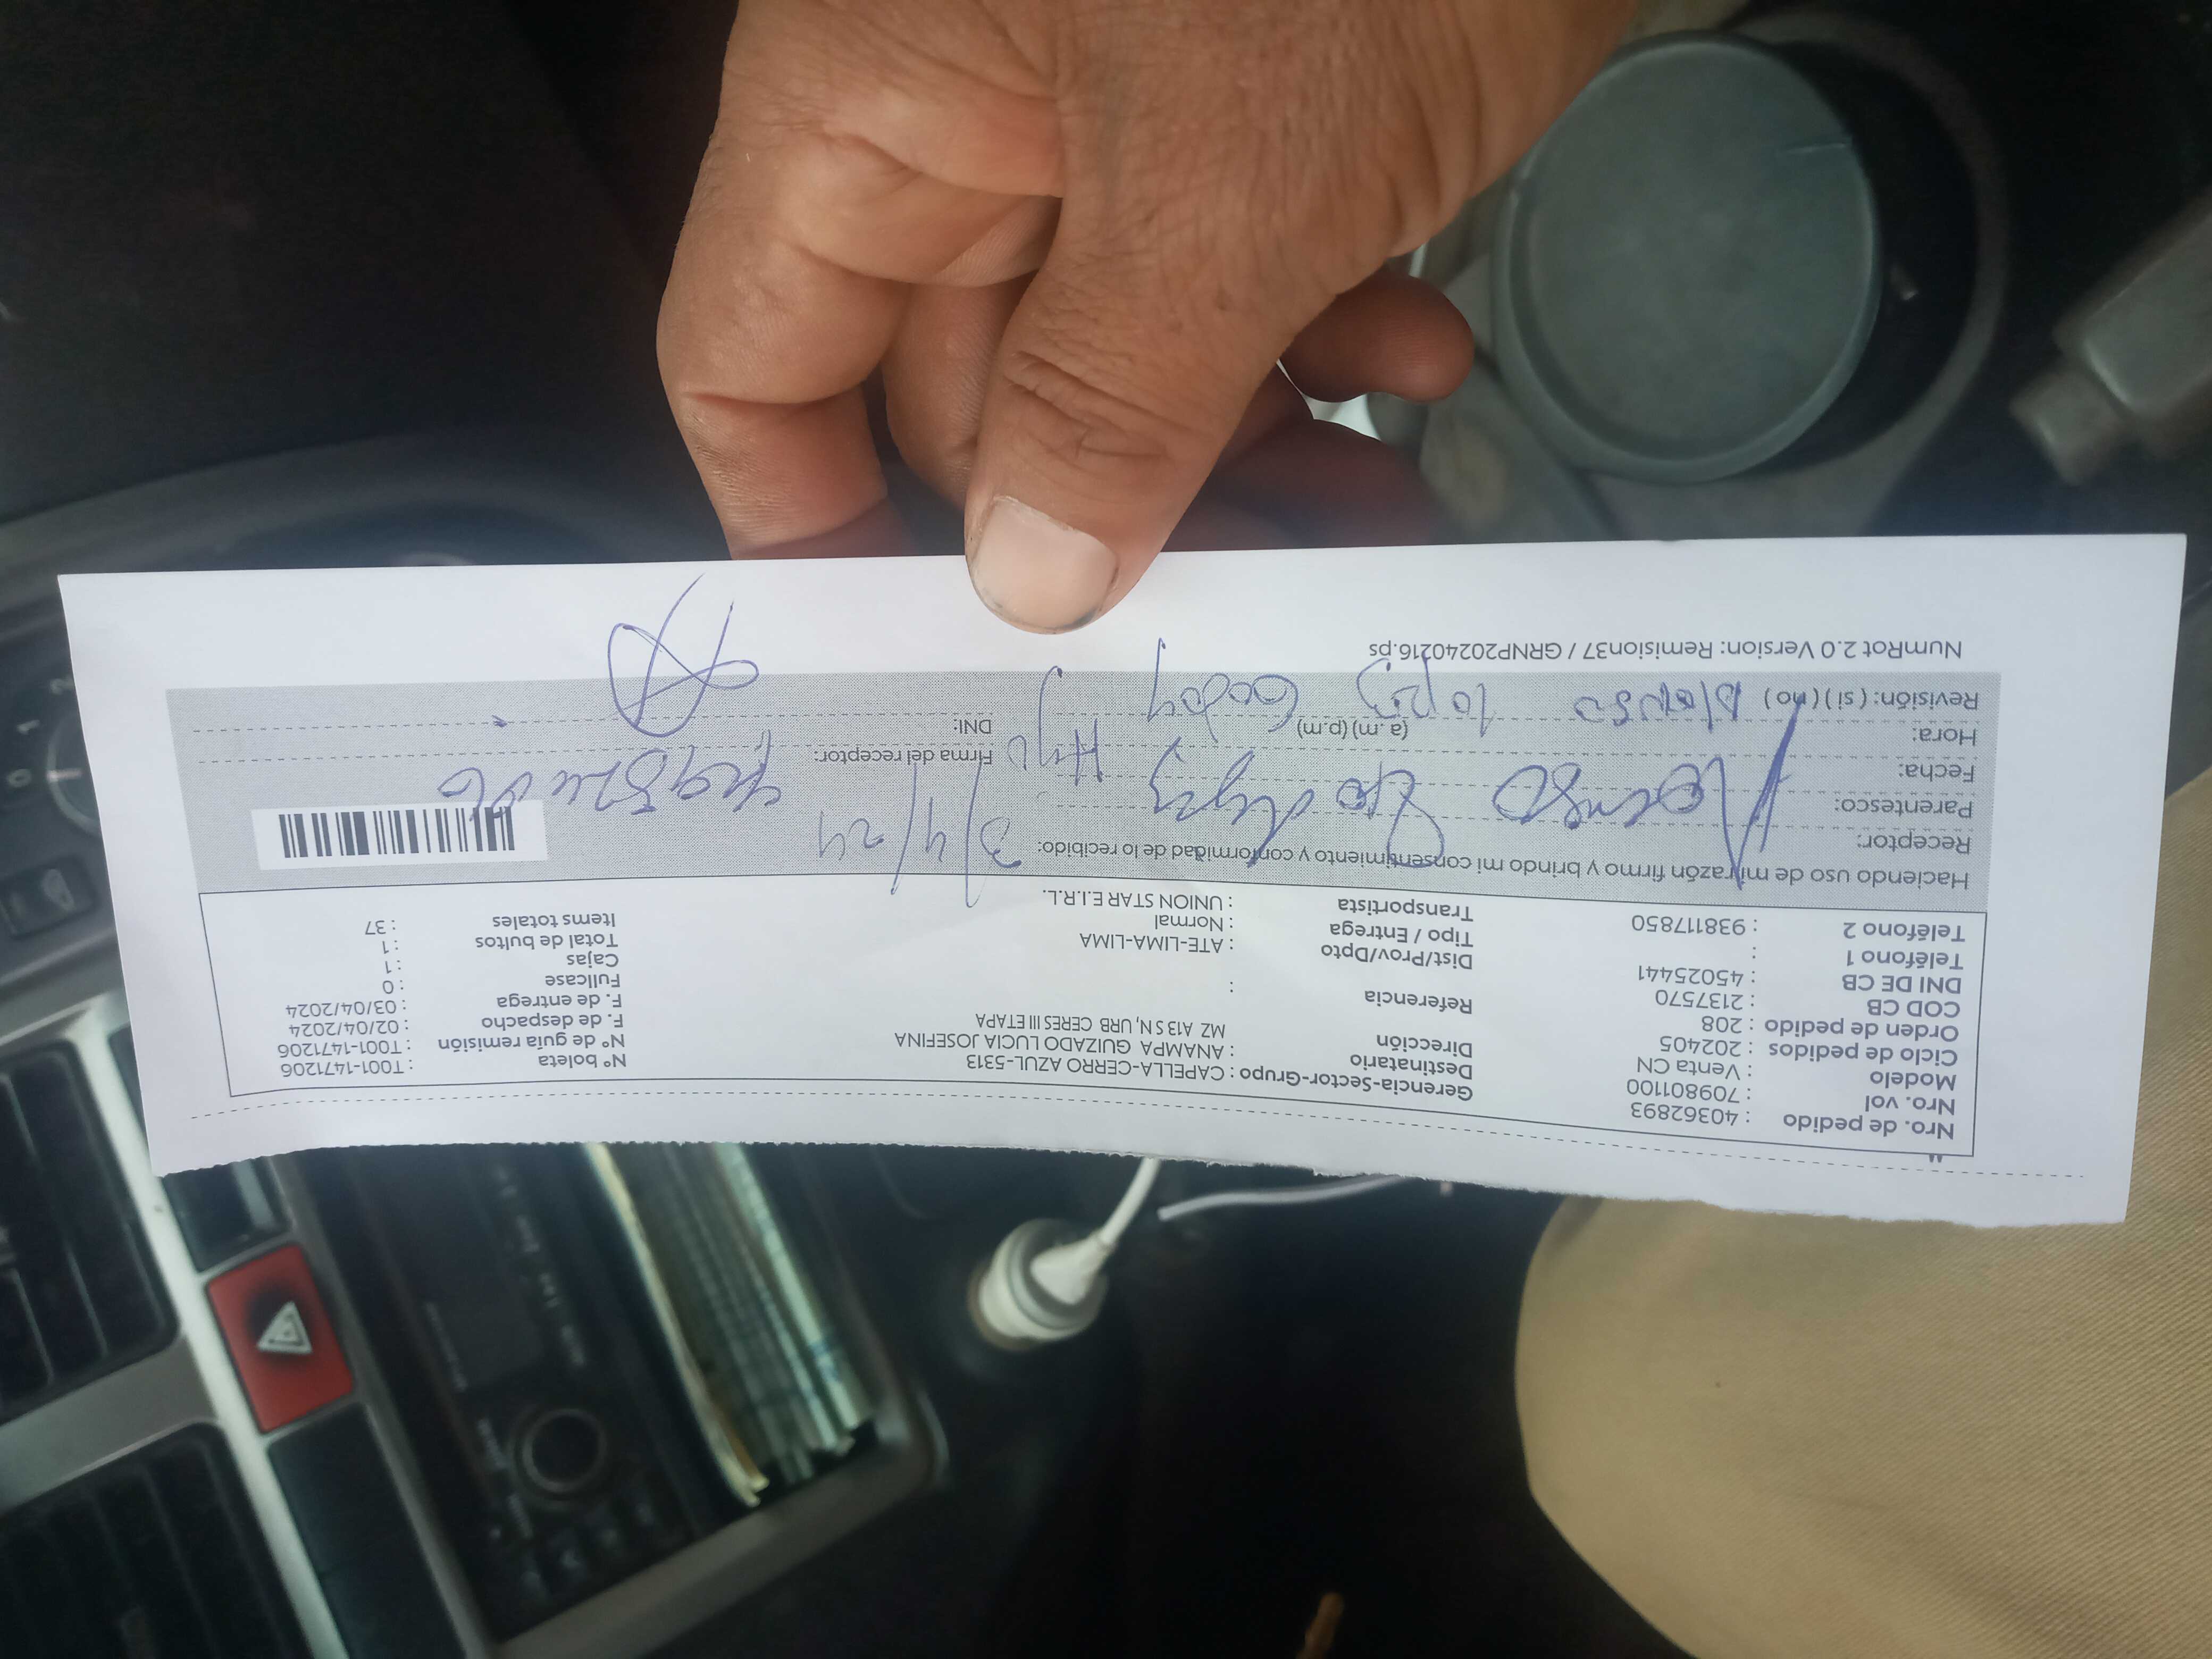 Nro. de pedido : 40362893
Nro. vol : 709801100
Modelo : Venta CN
Ciclo de pedidos : 202405
Orden de pedido : 208
COD CB : 2137570
DNI DE CB : 45025441
Teléfono 1 :
Teléfono 2 : 938117850
Gerencia-Sector-Grupo : CAPELLA-CERRO AZUL-5313
Destinatario : ANAMPA GUIZADO LUCIA JOSEFINA
Dirección MZ A13 S N, URB CERES III ETAPA
Referencia :
Dist/Prov/Dpto : ATE-LIMA-LIMA
Tipo / Entrega : Normal
Transportista : UNION STAR E.I.R.L.
Nº boleta : T001-1471206
Nº de guía remisión : T001-1471206
F. de despacho : 02/04/2024
F. de entrega : 03/04/2024
Fullcase : 0
Cajas : 1
Total de bultos : 1
Items totales : 37
Haciendo uso de mi razón firmo y brindo mi consentimiento y conformidad de lo recibido:
3/4/24
Receptor:
Parentesco:
Fecha:
Hora: (a.m) (p.m)
Revisión: ( si ) ( no )
Firma del receptor:
DNI:
NumRot 2.0 Version: Remision37 / GRNP20240216.ps
2
1
0